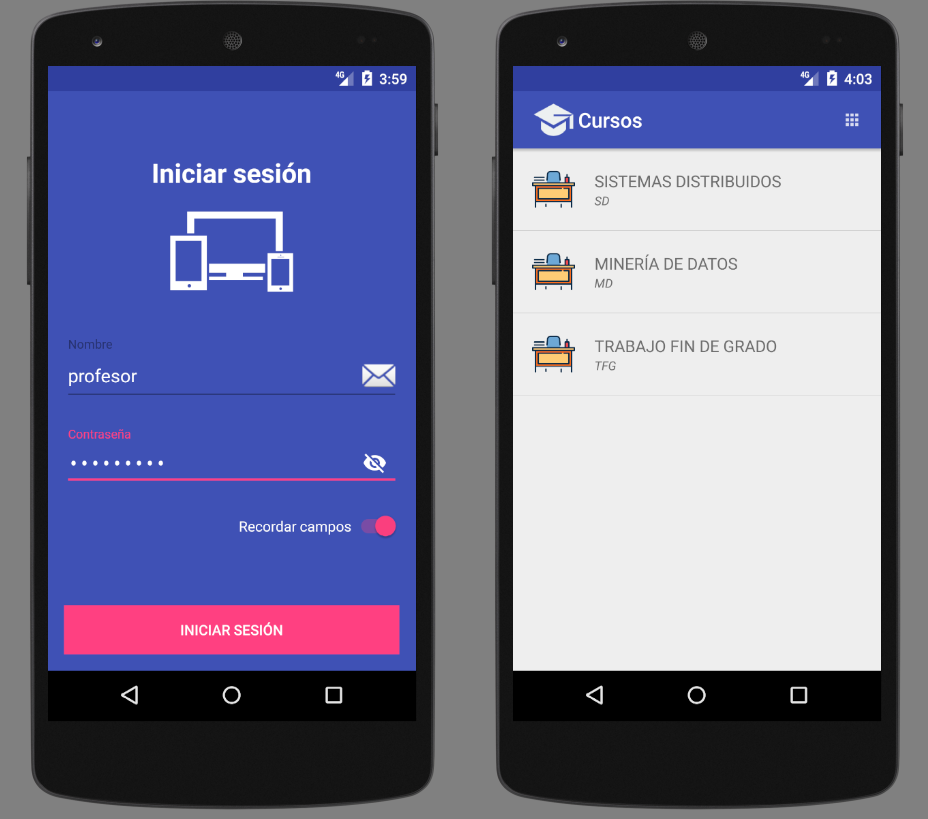 4G 3:59
Iniciar sesión
Nombre
profesor
Contraseña
•••••••••
Recordar campos
INICIAR SESIÓN
4G 4:03
Cursos
SISTEMAS DISTRIBUIDOS
SD
MINERÍA DE DATOS
MD
TRABAJO FIN DE GRADO
TFG